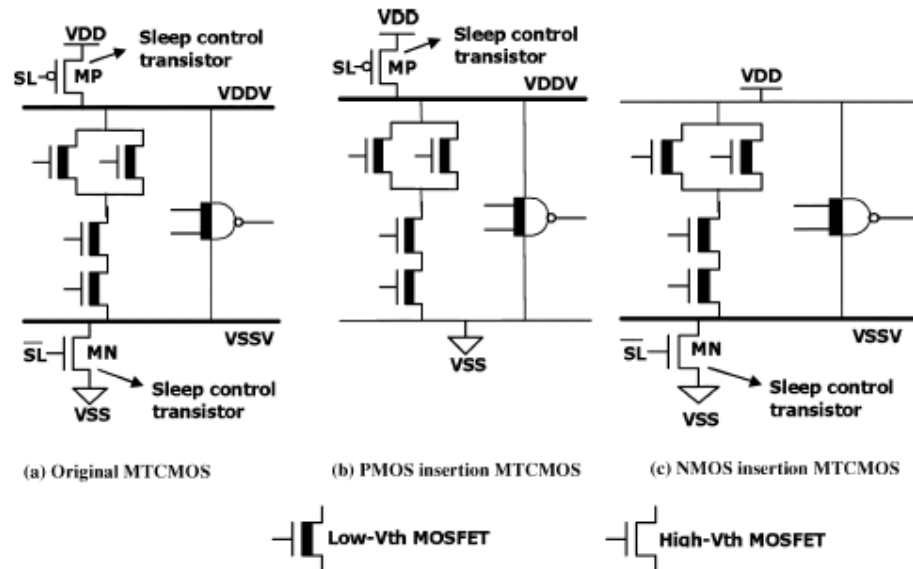 VDD
Sleep control
transistor
SL
MP
VDDV
VSSV
SL
MN
Sleep control
transistor
VSS
(a) Original MTCMOS
VDD
Sleep control
transistor
SL
MP
VDDV
VSS
(b) PMOS insertion MTCMOS
VDD
VSSV
SL
MN
Sleep control
transistor
VSS
(c) NMOS insertion MTCMOS
Low-Vth MOSFET
High-Vth MOSFET